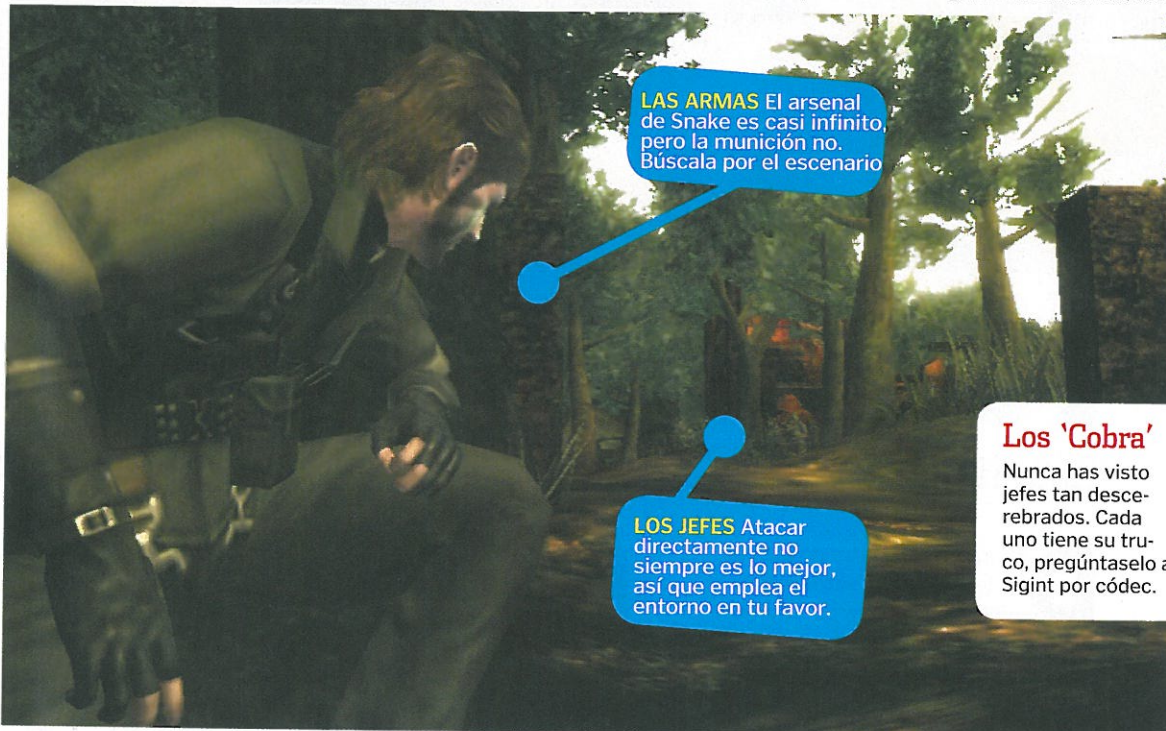 LAS ARMAS El arsenal
de Snake es casi infinito,
pero la munición no.
Búscala por el escenario
LOS JEFES Atacar
directamente no
siempre es lo mejor,
así que emplea el
entorno en tu favor.
Los 'Cobra'
Nunca has visto
jefes tan desce-
rebrados. Cada
uno tiene su tru-
co, pregúntaselo a
Sigint por códec.